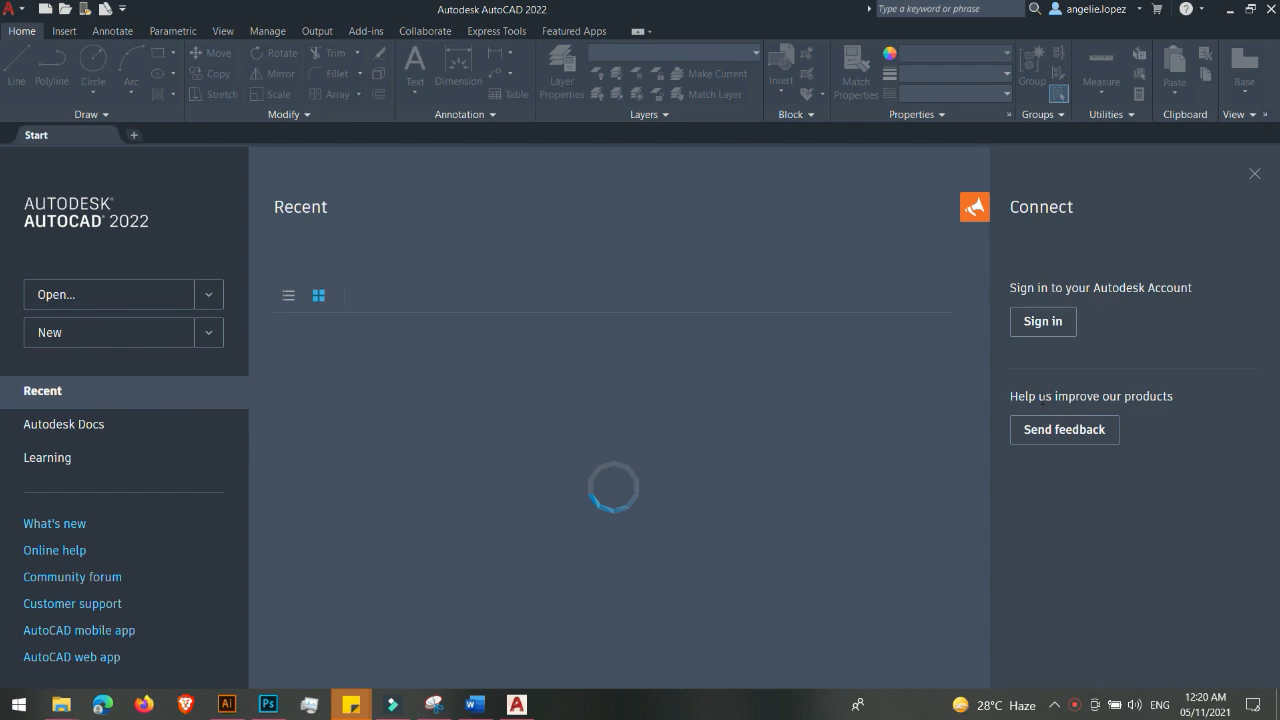 Autodesk AutoCAD 2022
Type a keyword or phrase
angelie.lopez
Home Insert Annotate Parametric View Manage Output Add-ins Collaborate Express Tools Featured Apps
Line Polyline Circle Arc
Move Rotate Trim
Copy Mirror Fillet
Stretch Scale Array
Text Dimension Table
Layer Properties Make Current Match Layer
Insert
Match Properties
Group
Measure
Paste
Base
Draw Modify Annotation Layers Block Properties Groups Utilities Clipboard View
Start
AUTODESK®
AUTOCAD® 2022
Open...
New
Recent
Autodesk Docs
Learning
What's new
Online help
Community forum
Customer support
AutoCAD mobile app
AutoCAD web app
Recent
Connect
Sign in to your Autodesk Account
Sign in
Help us improve our products
Send feedback
28°C Haze
ENG
12:20 AM
05/11/2021